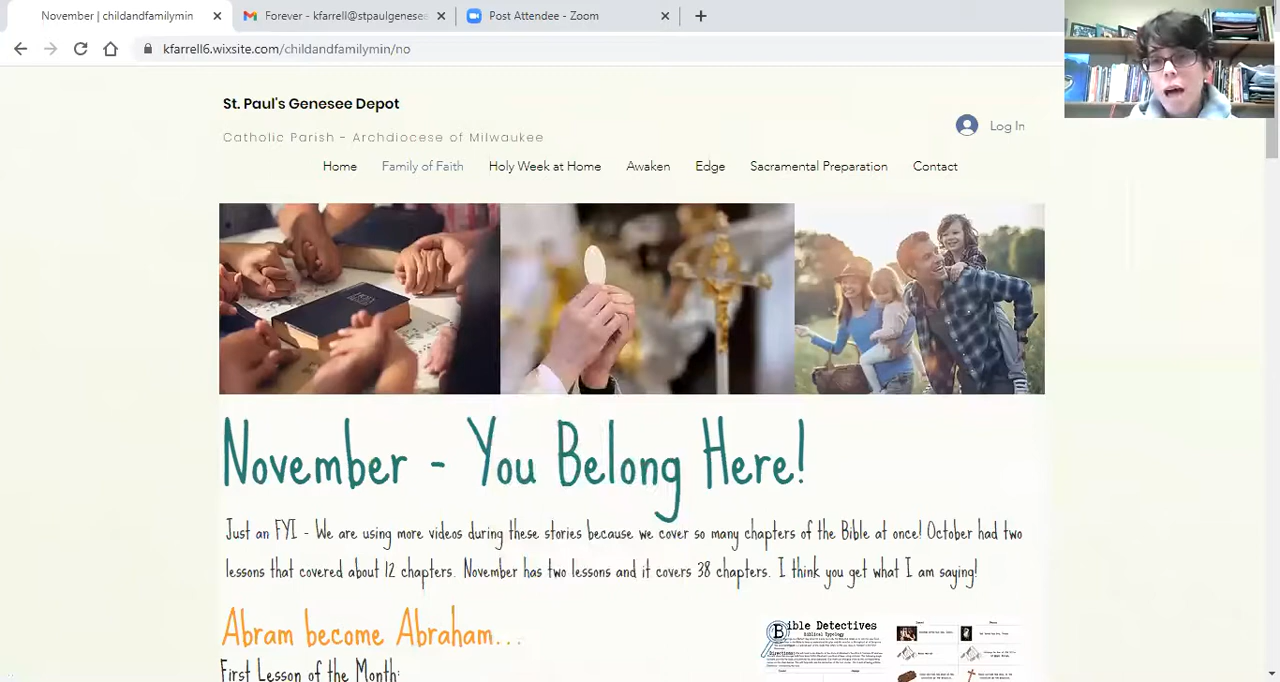 November | childandfamilymin
Forever - kfarrell@stpaulgenese
Post Attendee - Zoom
kfarrell6.wixsite.com/childandfamilymin/no
St. Paul's Genesee Depot
Catholic Parish - Archdiocese of Milwaukee
Log In
Home Family of Faith Holy Week at Home Awaken Edge Sacramental Preparation Contact
November - You Belong Here!
Just an FYI - We are using more videos during these stories because we cover so many chapters of the Bible at once! October had two
lessons that covered about 12 chapters. November has two lessons and it covers 38 chapters. I think you get what I am saying!
Abram become Abraham...
First Lesson of the Month:
Bible Detectives
Biblical Typology
Directions: